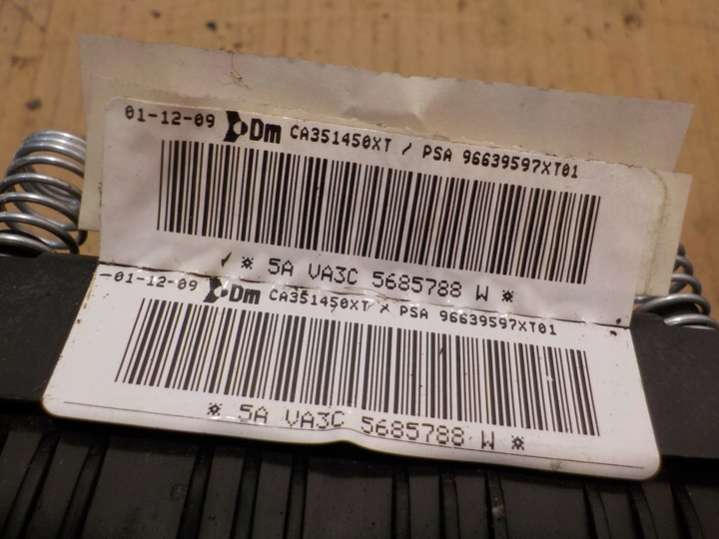 01-12-09 Dm CA351450XT / PSA 96639597XT01
* 5A VA3C 5685788 W *
-01-12-09 Dm CA351450XT / PSA 96639597XT01
* 5A VA3C 5685788 W *